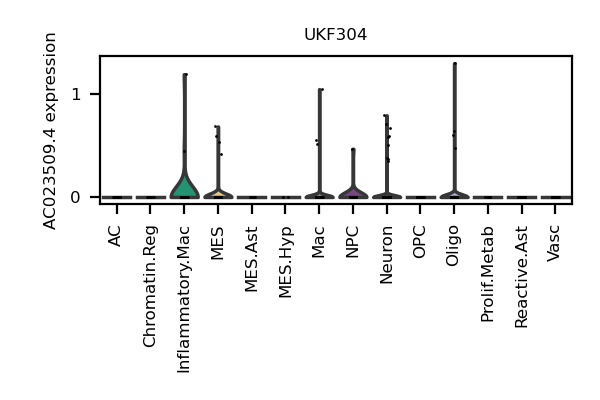 UKF304
AC023509.4 expression
1
0
AC
Chromatin.Reg
Inflammatory.Mac
MES
MES.Ast
MES.Hyp
Mac
NPC
Neuron
OPC
Oligo
Prolif.Metab
Reactive.Ast
Vasc